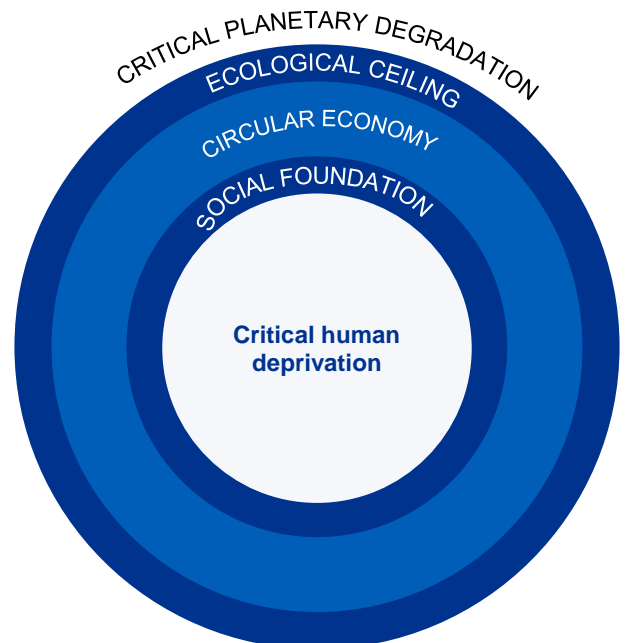 CRITICAL PLANETARY DEGRADATION
ECOLOGICAL CEILING
CIRCULAR ECONOMY
SOCIAL FOUNDATION
Critical human
deprivation